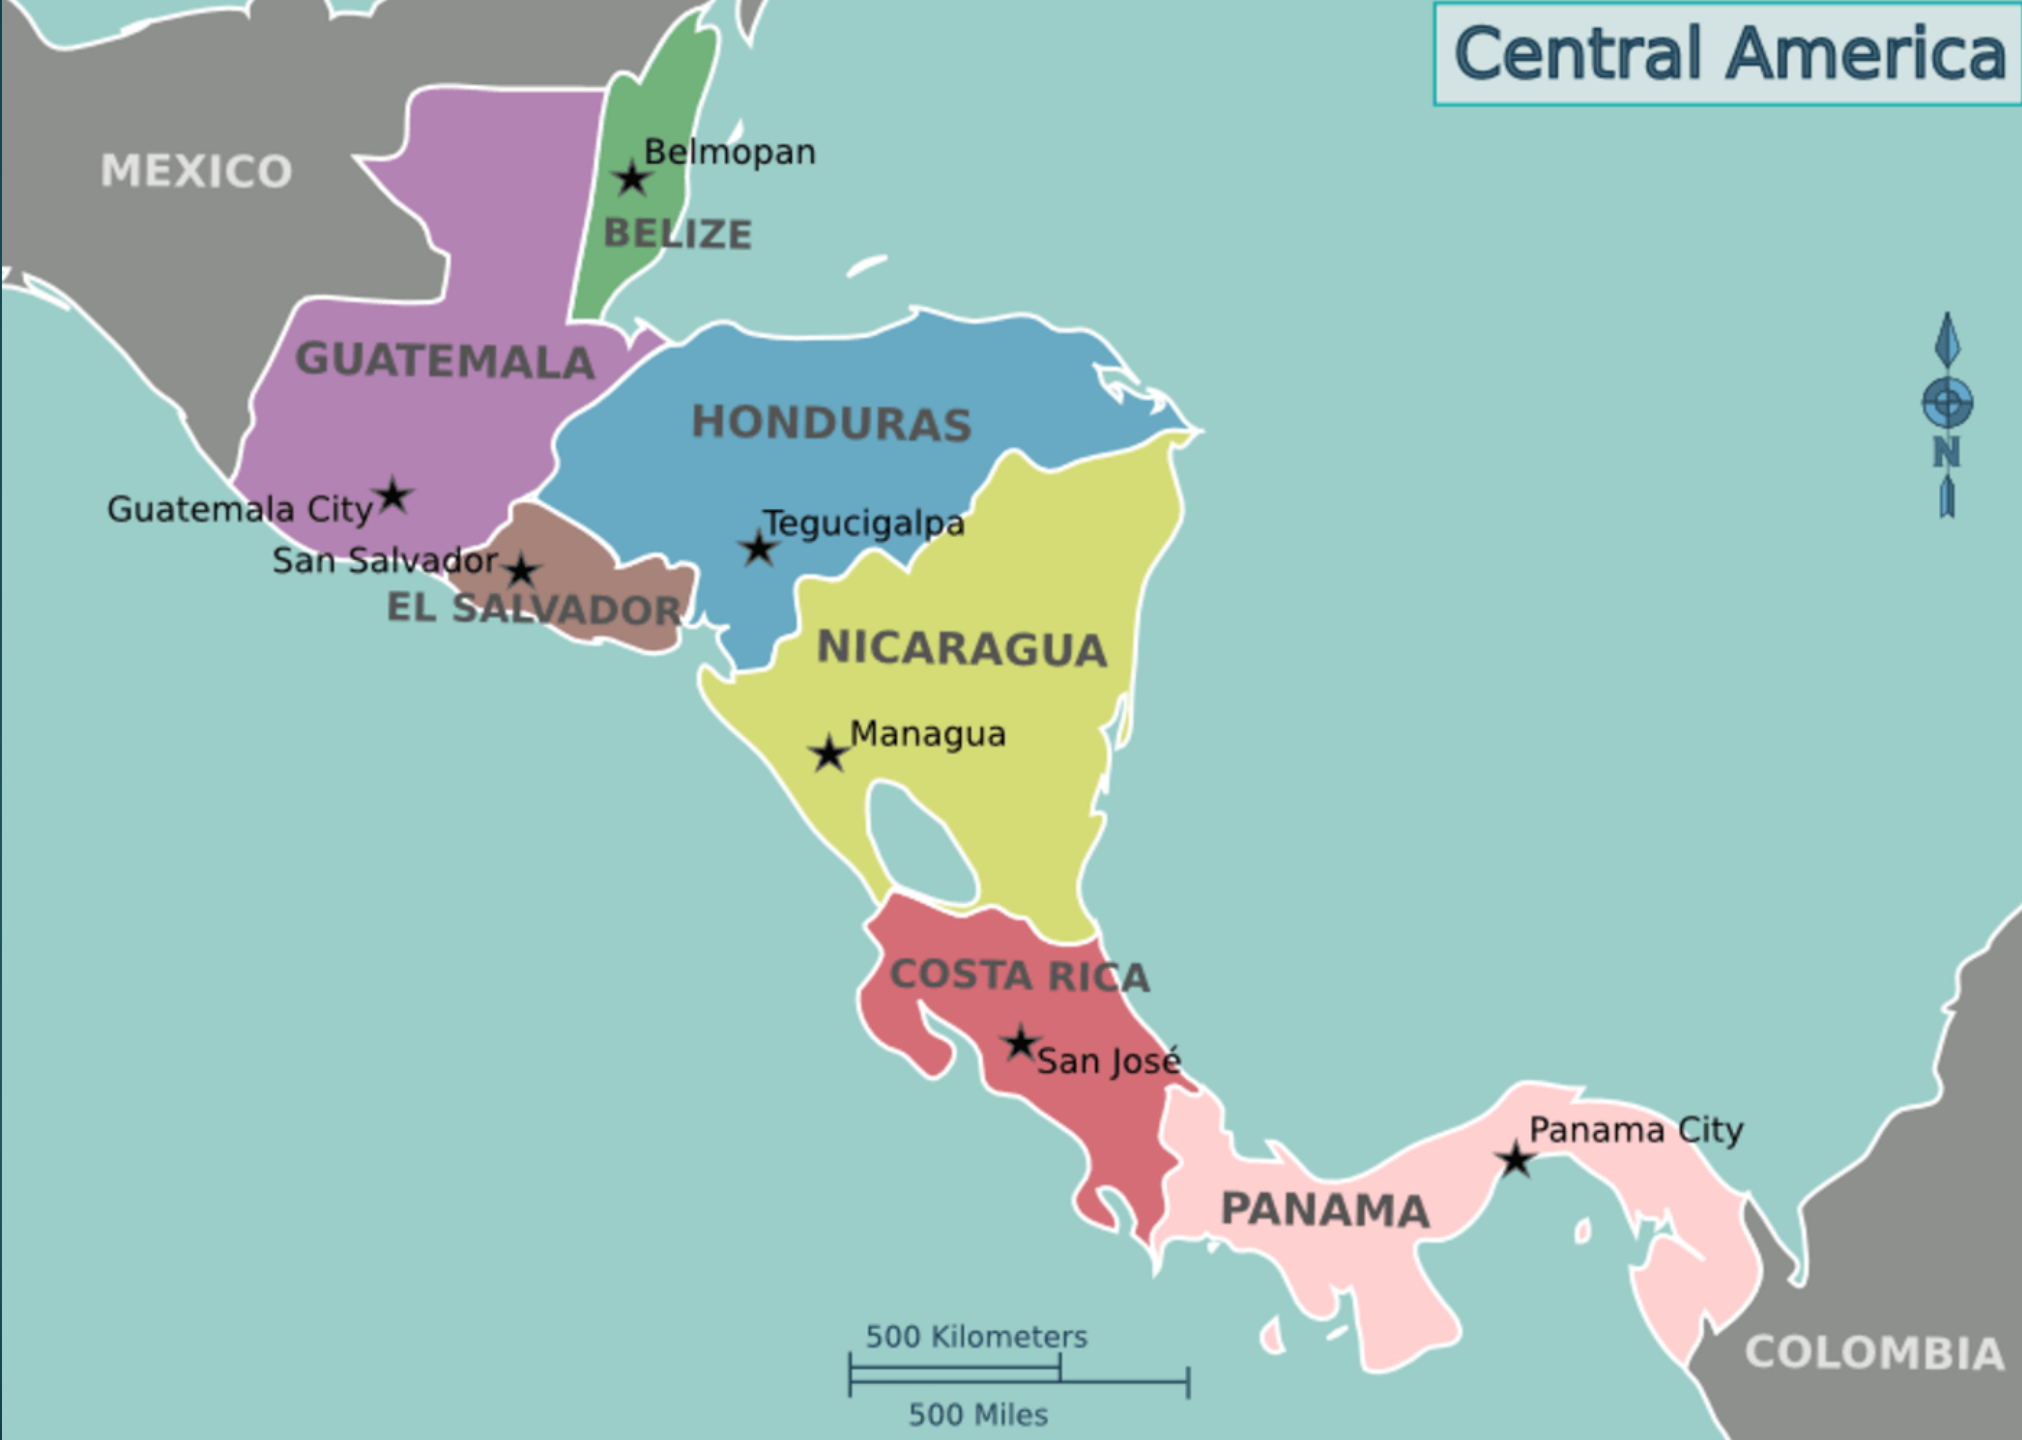 Central America
MEXICO
Belmopan
BELIZE
GUATEMALA
HONDURAS
N
Guatemala City
Tegucigalpa
San Salvador
EL SALVADOR
NICARAGUA
Managua
COSTA RICA
San José
Panama City
PANAMA
500 Kilometers
COLOMBIA
500 Miles